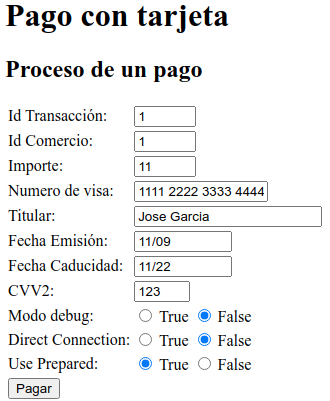 Pago con tarjeta
Proceso de un pago
Id Transacción: 1
Id Comercio: 1
Importe: 11
Numero de visa: 1111 2222 3333 4444
Titular: Jose Garcia
Fecha Emisión: 11/09
Fecha Caducidad: 11/22
CVV2: 123
Modo debug: True False
Direct Connection: True False
Use Prepared: True False
Pagar